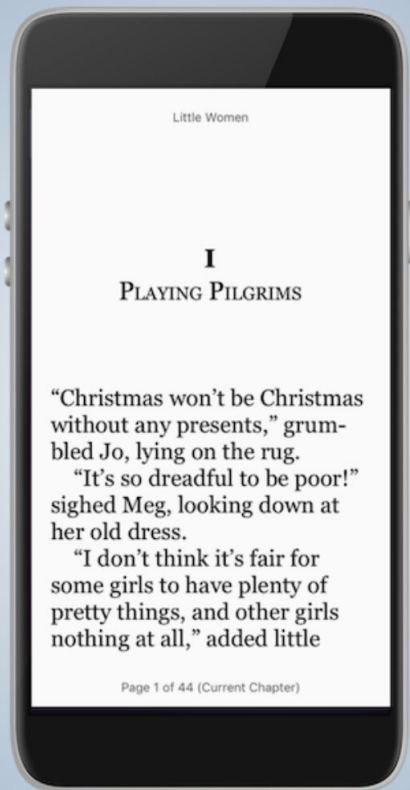 Little Women
I
Playing Pilgrims
“Christmas won’t be Christmas
without any presents,” grum-
bled Jo, lying on the rug.
“It’s so dreadful to be poor!”
sighed Meg, looking down at
her old dress.
“I don’t think it’s fair for
some girls to have plenty of
pretty things, and other girls
nothing at all,” added little
Page 1 of 44 (Current Chapter)